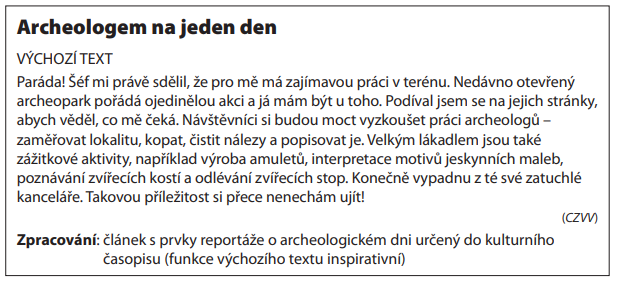 Archeologem na jeden den
VÝCHOZÍ TEXT
Paráda! Šéf mi právě sdělil, že pro mě má zajímavou práci v terénu. Nedávno otevřený
archeopark pořádá ojedinělou akci a já mám být u toho. Podíval jsem se na jejich stránky,
abych věděl, co mě čeká. Návštěvníci si budou moct vyzkoušet práci archeologů –
zaměřovat lokalitu, kopat, čistit nálezy a popisovat je. Velkým lákadlem jsou také
zážitkové aktivity, například výroba amuletů, interpretace motivů jeskynních maleb,
poznávání zvířecích kostí a odlévání zvířecích stop. Konečně vypadnu z té své zatuchlé
kanceláře. Takovou příležitost si přece nenechám ujít!
(CZVV)
Zpracování: článek s prvky reportáže o archeologickém dni určený do kulturního
časopisu (funkce výchozího textu inspirativní)